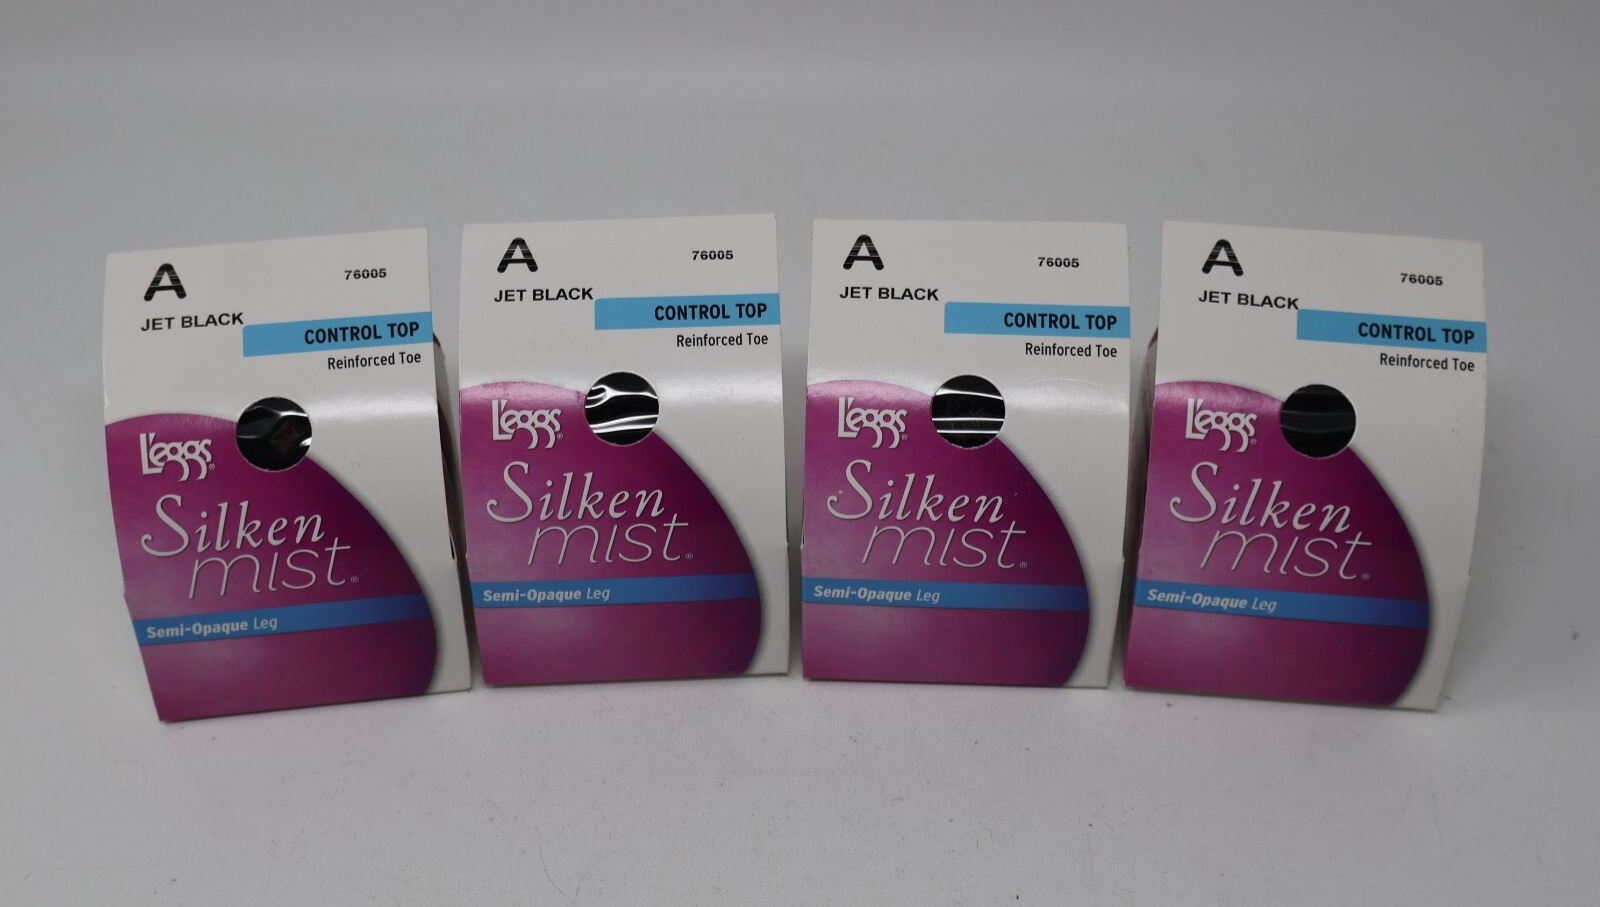 A
76005
JET BLACK
CONTROL TOP
Reinforced Toe
L'eggs®
Silken
mist®
Semi-Opaque Leg
A
76005
JET BLACK
CONTROL TOP
Reinforced Toe
L'eggs®
Silken
mist®
Semi-Opaque Leg
A
76005
JET BLACK
CONTROL TOP
Reinforced Toe
L'eggs®
Silken
mist®
Semi-Opaque Leg
A
76005
JET BLACK
CONTROL TOP
Reinforced Toe
L'eggs®
Silken
mist®
Semi-Opaque Leg